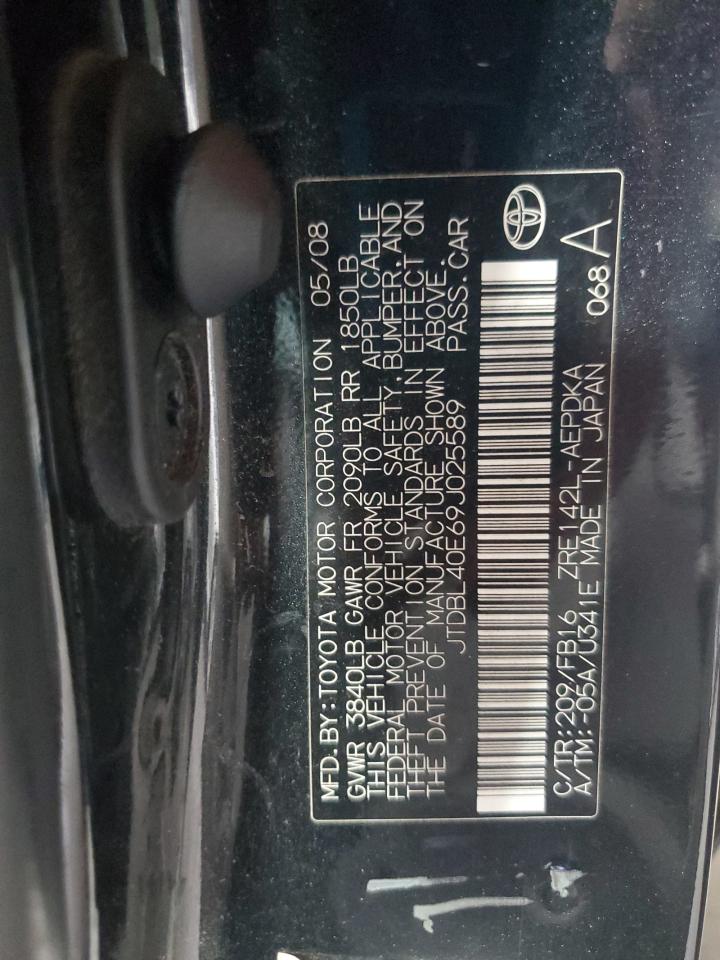 MFD. BY: TOYOTA MOTOR CORPORATION 05/08
GVWR 3840LB GAWR FR 2090LB RR 1850LB
THIS VEHICLE CONFORMS TO ALL APPLICABLE
FEDERAL MOTOR VEHICLE SAFETY, BUMPER, AND
THEFT PREVENTION STANDARDS IN EFFECT ON
THE DATE OF MANUFACTURE SHOWN ABOVE.
JTDBL40E69J025589 PASS. CAR
C/TR: 209/FB16 ZRE142L-AEPDKA
A/TM: -05A/U341E MADE IN JAPAN 068 A